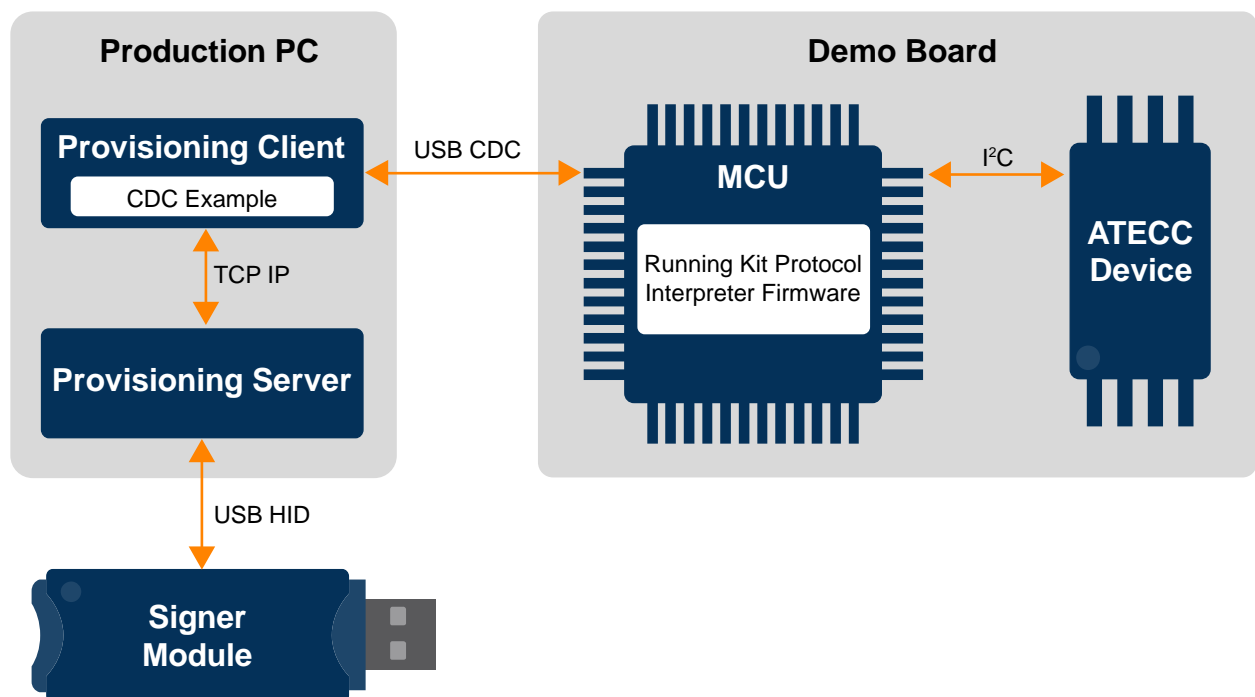 Production PC
Provisioning Client
CDC Example
TCP IP
Provisioning Server
USB HID
Signer
Module
USB CDC
Demo Board
MCU
Running Kit Protocol
Interpreter Firmware
I²C
ATECC
Device